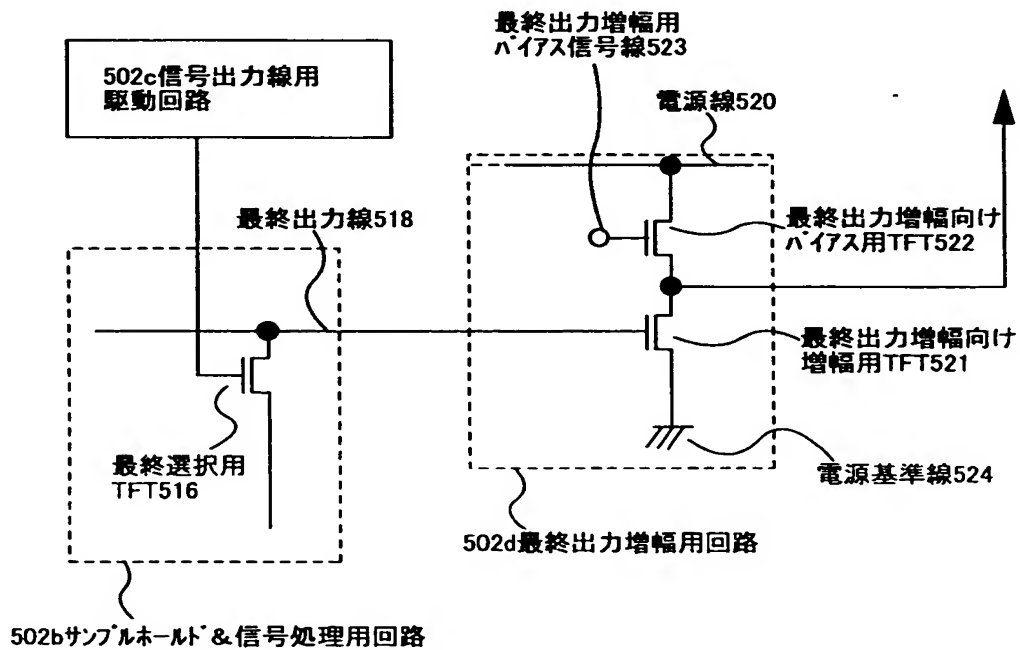 最終出力増幅用
バイアス信号線523
502c信号出力線用
駆動回路
電源線520
最終出力線518
最終出力増幅向け
バイアス用TFT522
最終出力増幅向け
増幅用TFT521
最終選択用
TFT516
電源基準線524
502d最終出力増幅用回路
502bサンプルホールド&信号処理用回路